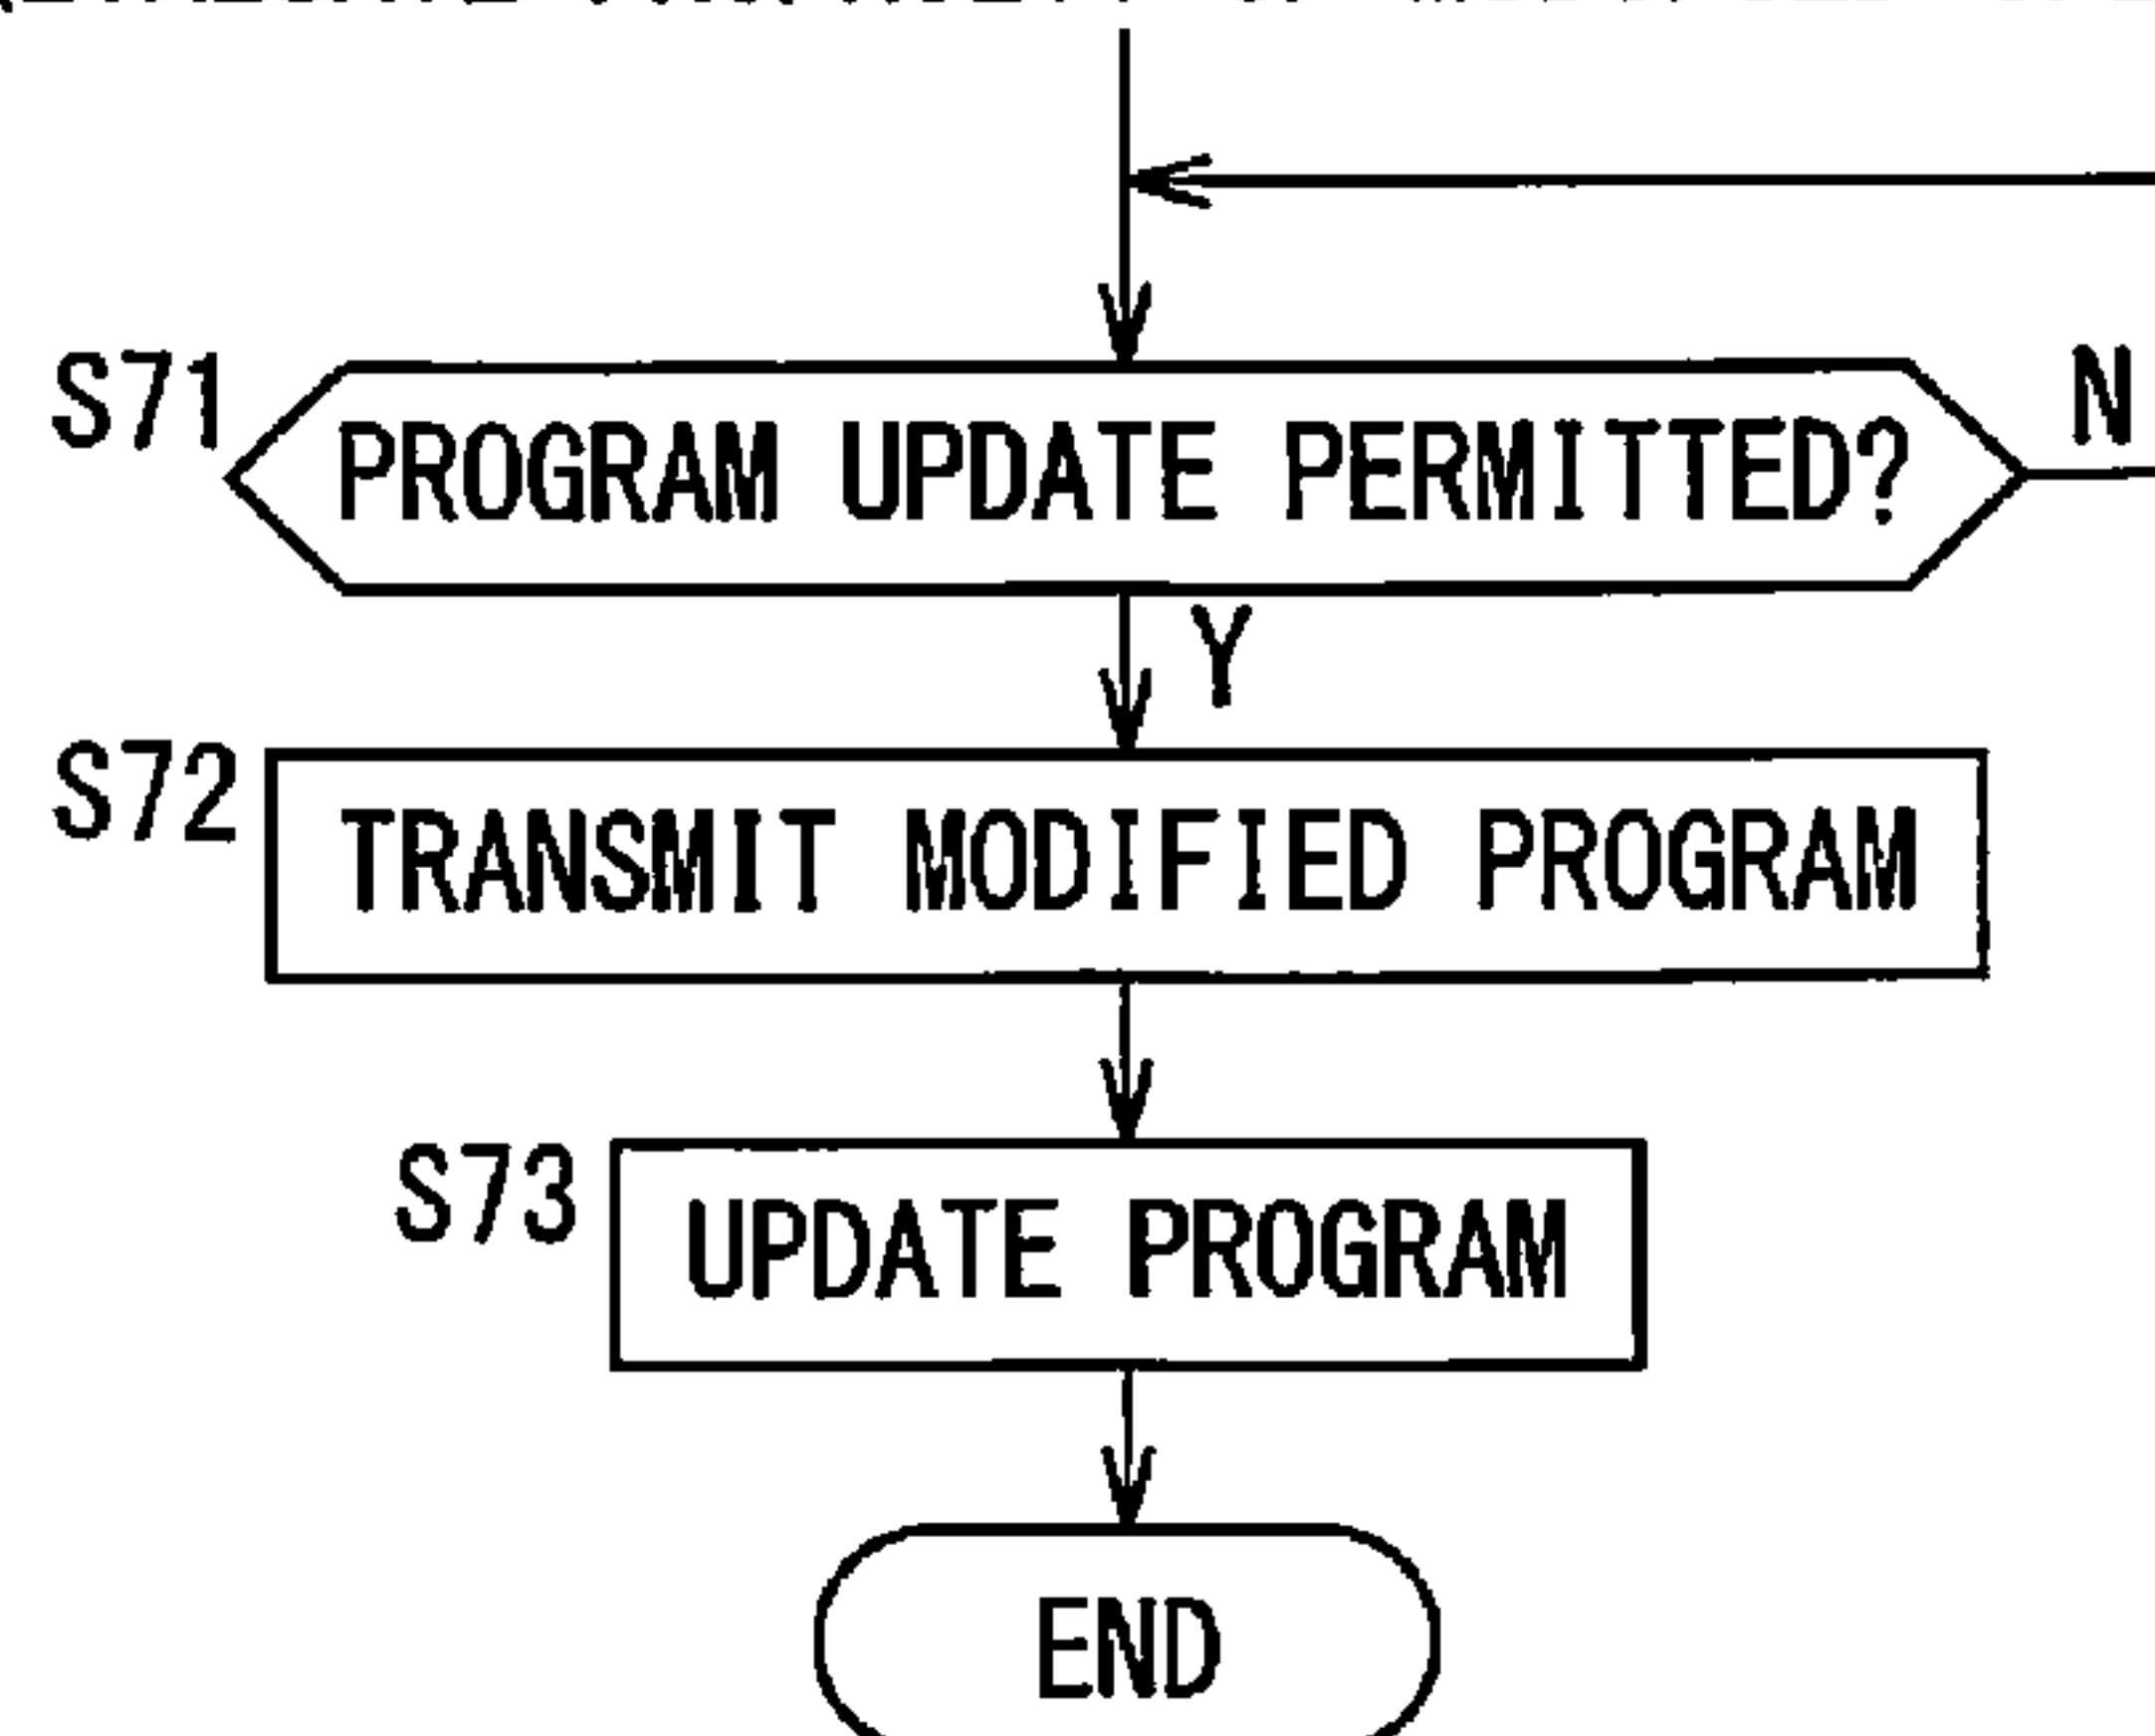 S71
PROGRAM UPDATE PERMITTED?
N
Y
S72
TRANSMIT MODIFIED PROGRAM
S73
UPDATE PROGRAM
END